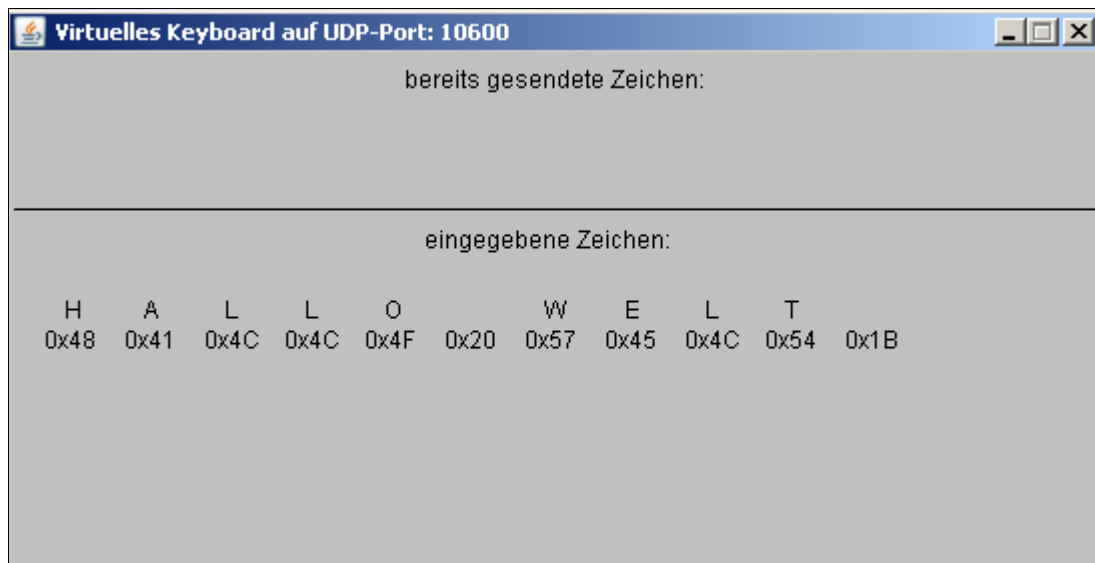 Virtuelles Keyboard auf UDP-Port: 10600
bereits gesendete Zeichen:
eingegebene Zeichen:
H A L L O W E L T
0x48 0x41 0x4C 0x4C 0x4F 0x20 0x57 0x45 0x4C 0x54 0x1B